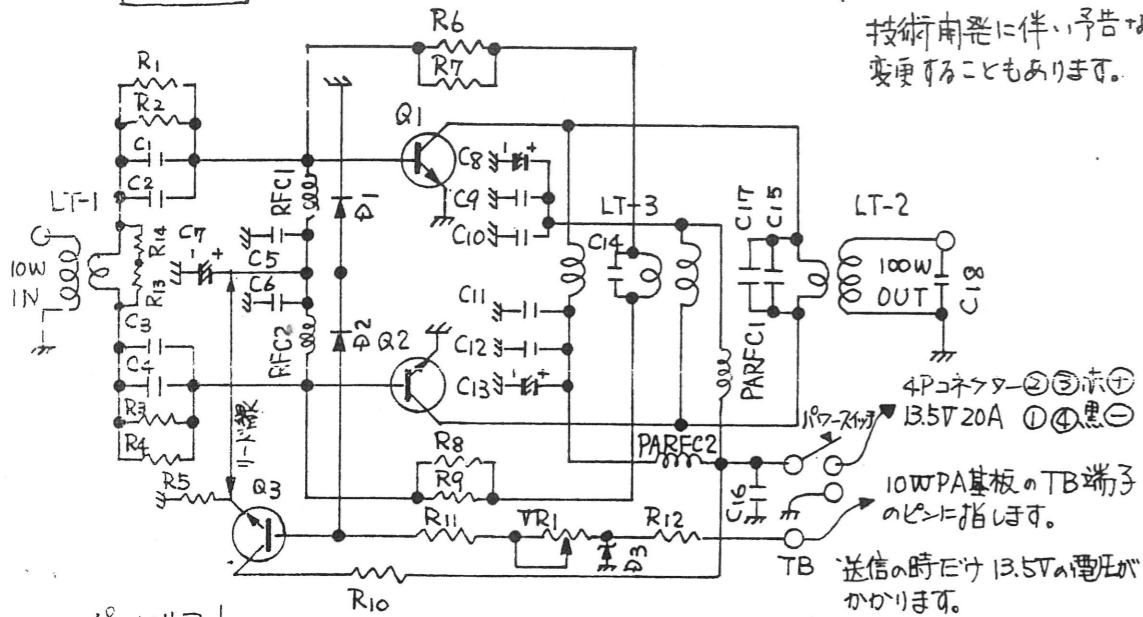 技術開発に伴い予告な
変更することもあります。
R6
R7
R1
R2
C1
C2
LT-1
10W
IN
R14
R13
C7
C3
C4
R3
R4
R5
リード線
RFC1
C5
C6
RFC2
D1
D2
Q1
Q2
Q3
C8
C9
C10
C11
C12
C13
LT-3
C14
C17
C15
LT-2
100W
OUT
C18
PARFC1
PARFC2
パワースイッチ
4Pコネクター②③赤⊕
13.5V 20A ①④黒⊖
C16
R8
R9
R11
VR1
D3
R12
TB
10W PA基板のTB端子
のピンに指します。
送信の時だけ13.5Vの電圧が
かかります。
R10